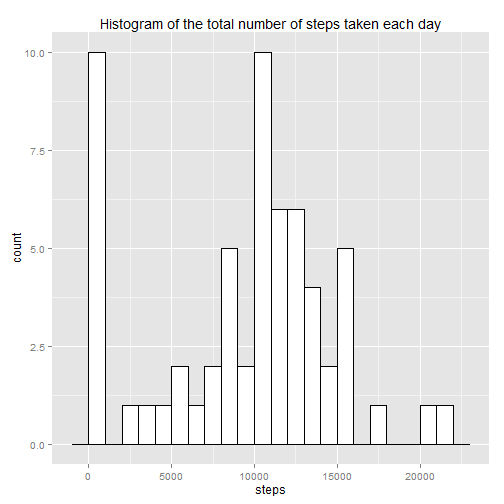 Histogram of the total number of steps taken each day
10.0
7.5
5.0
2.5
0.0
count
0 5000 10000 15000 20000
steps